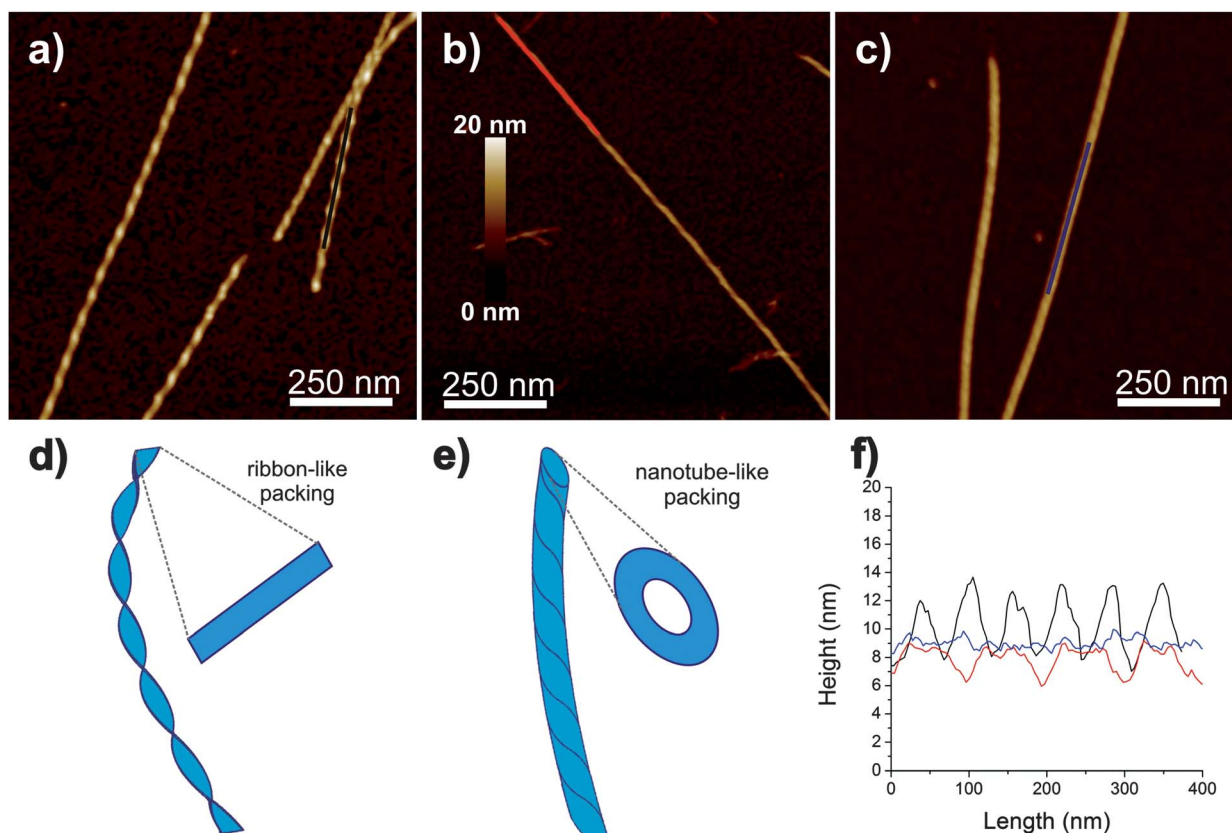 a)
250 nm
b)
20 nm
0 nm
250 nm
c)
250 nm
d)
ribbon-like
packing
e)
nanotube-like
packing
f)
Height (nm)
20
18
16
14
12
10
8
6
4
2
0
0
100
200
300
400
Length (nm)